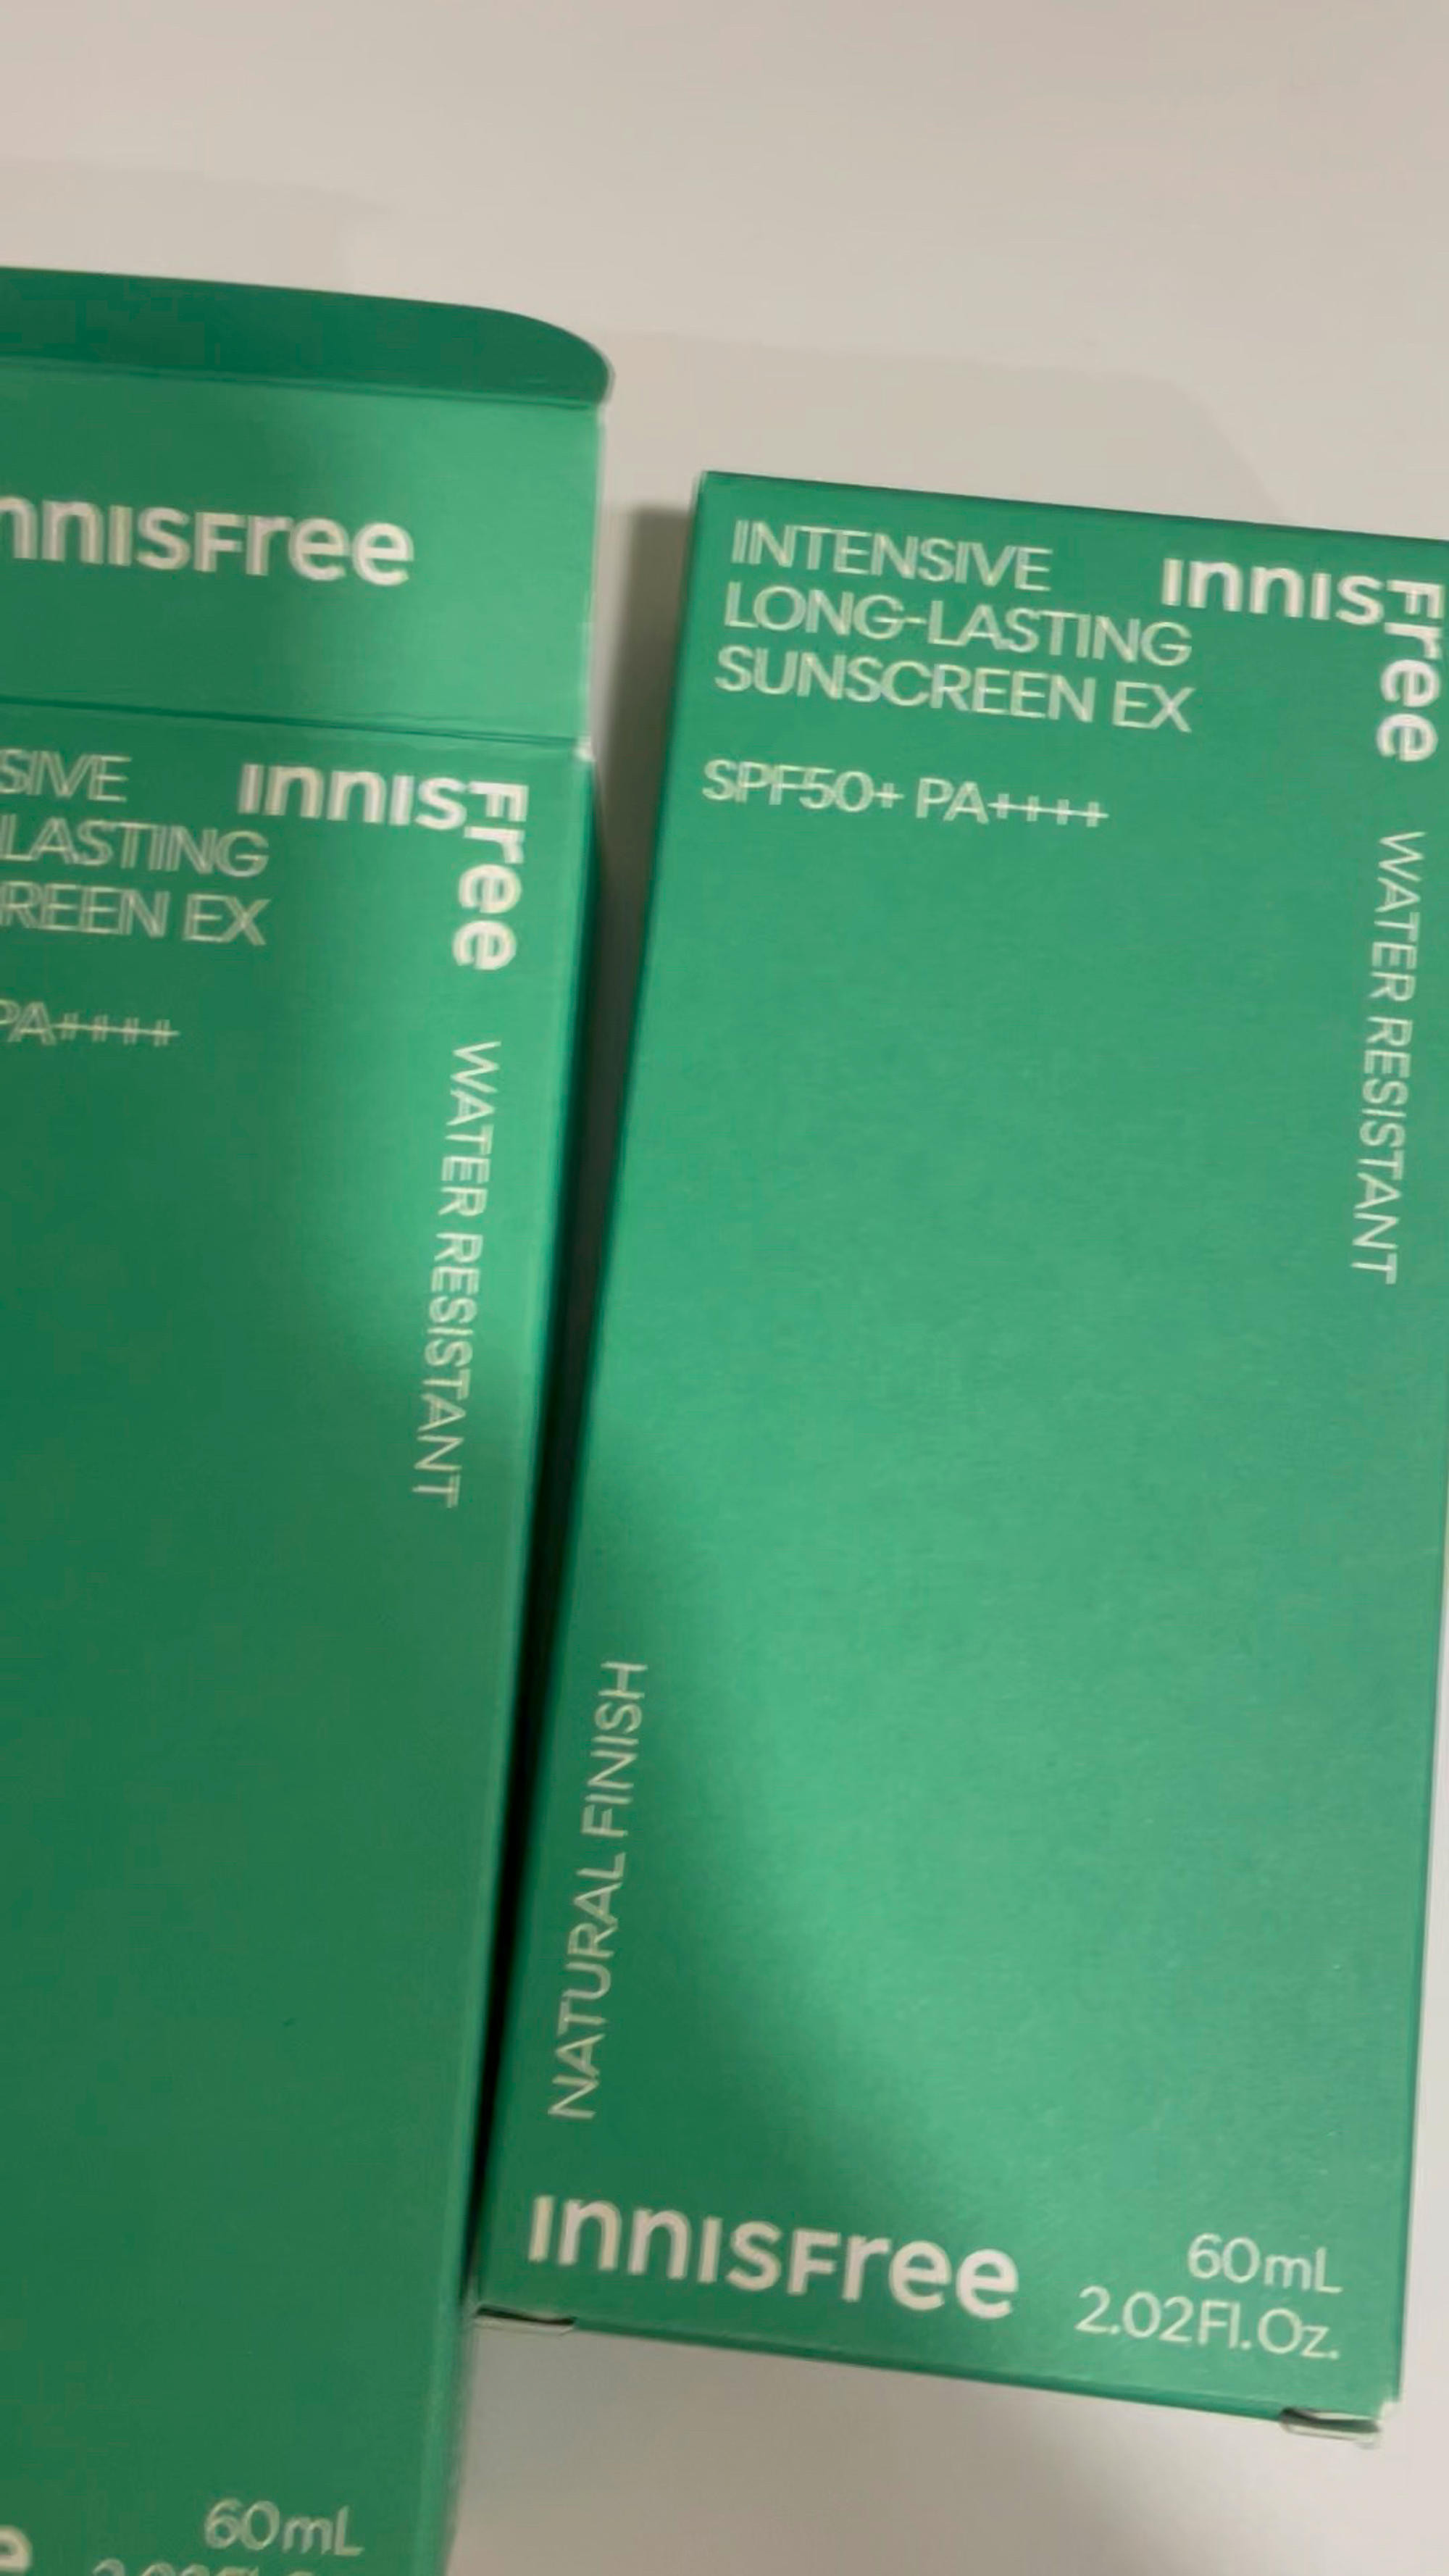 innisFree
SIVE
LASTING
REEN EX
PA++++
innisFree
WATER RESISTANT
60mL
INTENSIVE
LONG-LASTING
SUNSCREEN EX
SPF50+ PA++++
innisFree
WATER RESISTANT
NATURAL FINISH
innisFree
60mL
2.02Fl.Oz.